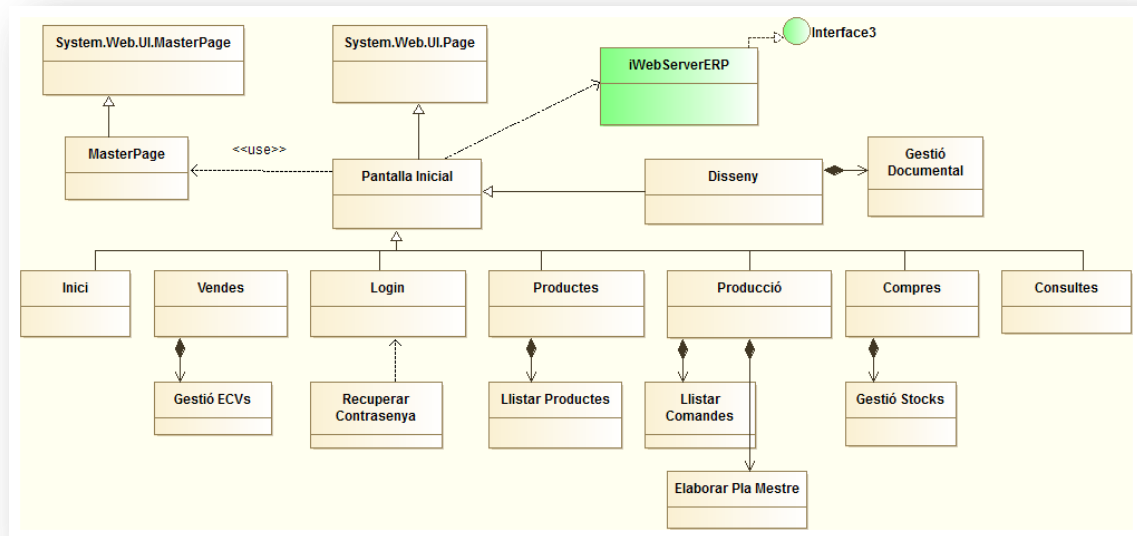 System.Web.UI.MasterPage
System.Web.UI.Page
Interface3
iWebServerERP
<<use>>
MasterPage
Pantalla Inicial
Disseny
Gestió
Documental
Inici
Vendes
Login
Productes
Producció
Compres
Consultes
Gestió ECVs
Recuperar
Contrasenya
Llistar Productes
Llistar
Comandes
Gestió Stocks
Elaborar Pla Mestre